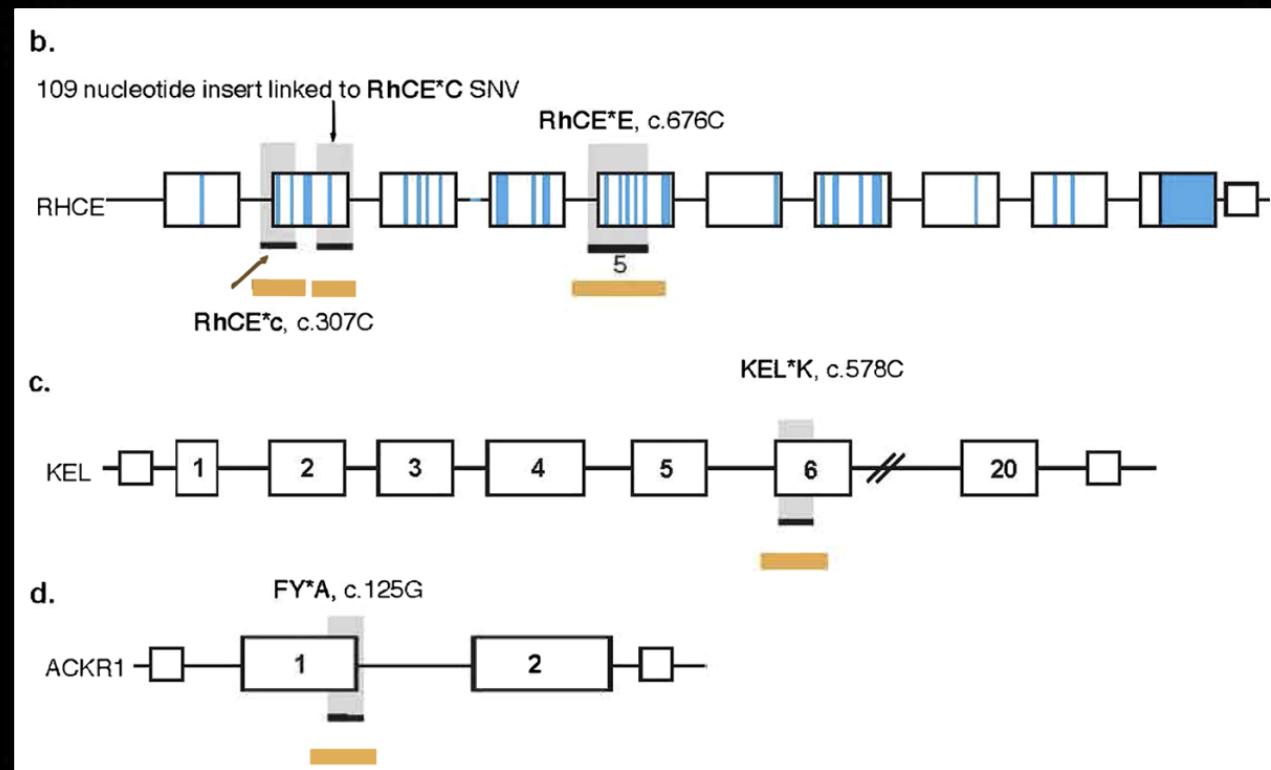 b.
109 nucleotide insert linked to RhCE*C SNV
RhCE*E, c.676C
RHCE
5
RhCE*c, c.307C
c.
KEL*K, c.578C
KEL 1 2 3 4 5 6 20
d.
FY*A, c.125G
ACKR1 1 2